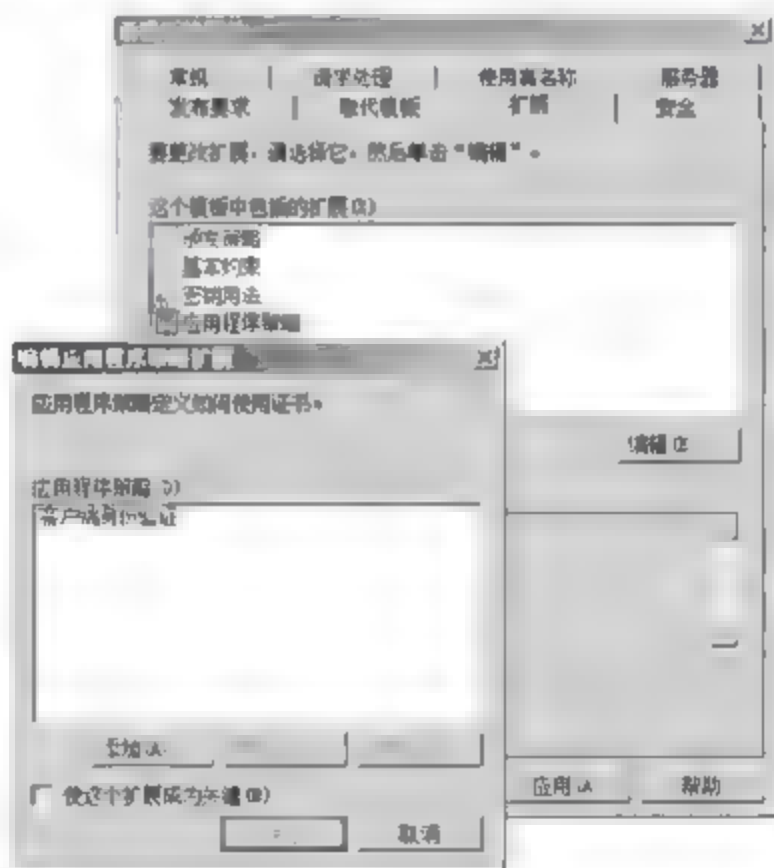 常规 请求处理 使用者名称 服务器
发布要求 取代模板 扩展 安全
要更改扩展，请选择它，然后单击“编辑”。
这个模板中包括的扩展(X)
基本约束
密钥用法
应用程序策略
编辑应用程序策略扩展
应用程序策略定义如何使用证书。
编辑(E)
应用程序策略(P)
客户端身份验证
添加(A)
使这个扩展成为关键(R)
应用(A) 帮助
取消